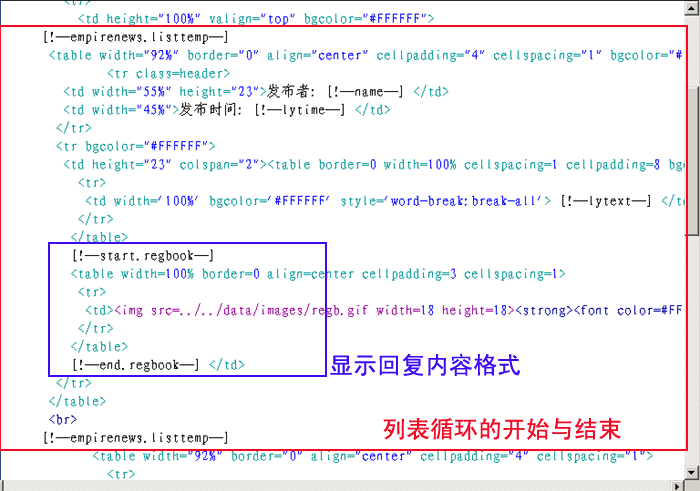 <tr>
<td height="100%" valign="top" bgcolor="#FFFFFF">
[!--empirenews.listtemp--]
<table width="92%" border="0" align="center" cellpadding="4" cellspacing="1" bgcolor="#
<tr class=header>
<td width="55%" height="23">发布者: [!--name--] </td>
<td width="45%">发布时间: [!--lytime--] </td>
</tr>
<tr bgcolor="#FFFFFF">
<td height="23" colspan="2"><table border=0 width=100% cellspacing=1 cellpadding=8 bgc
<tr>
<td width='100%' bgcolor='#FFFFFF' style='word-break:break-all'> [!--lytext--] </t
</tr>
</table>
[!--start.regbook--]
<table width=100% border=0 align=center cellpadding=3 cellspacing=1>
<tr>
<td><img src=../../data/images/regb.gif width=18 height=18><strong><font color=#FF
</tr>
</table>
[!--end.regbook--] </td>
显示回复内容格式
</tr>
</table>
<br>
列表循环的开始与结束
[!--empirenews.listtemp--]
<table width="92%" border="0" align="center" cellpadding="4" cellspacing="1">
<tr>